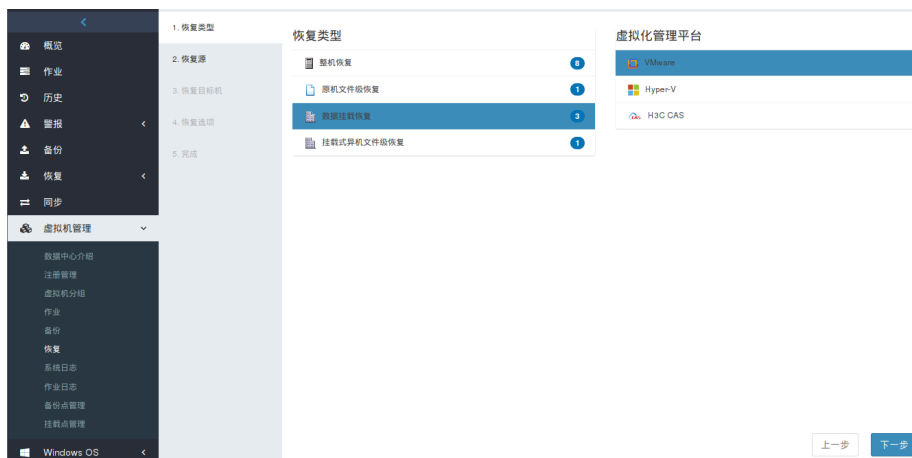 概览
作业
历史
警报
备份
恢复
同步
虚拟机管理
数据中心介绍
注册管理
虚拟机分组
作业
备份
恢复
系统日志
作业日志
备份点管理
挂载点管理
Windows OS
1. 恢复类型
2. 恢复源
3. 恢复目标机
4. 恢复选项
5. 完成
恢复类型
整机恢复 8
原机文件级恢复 1
数据挂载恢复 3
挂载式异机文件级恢复 1
虚拟化管理平台
VMware
Hyper-V
H3C CAS
上一步 下一步